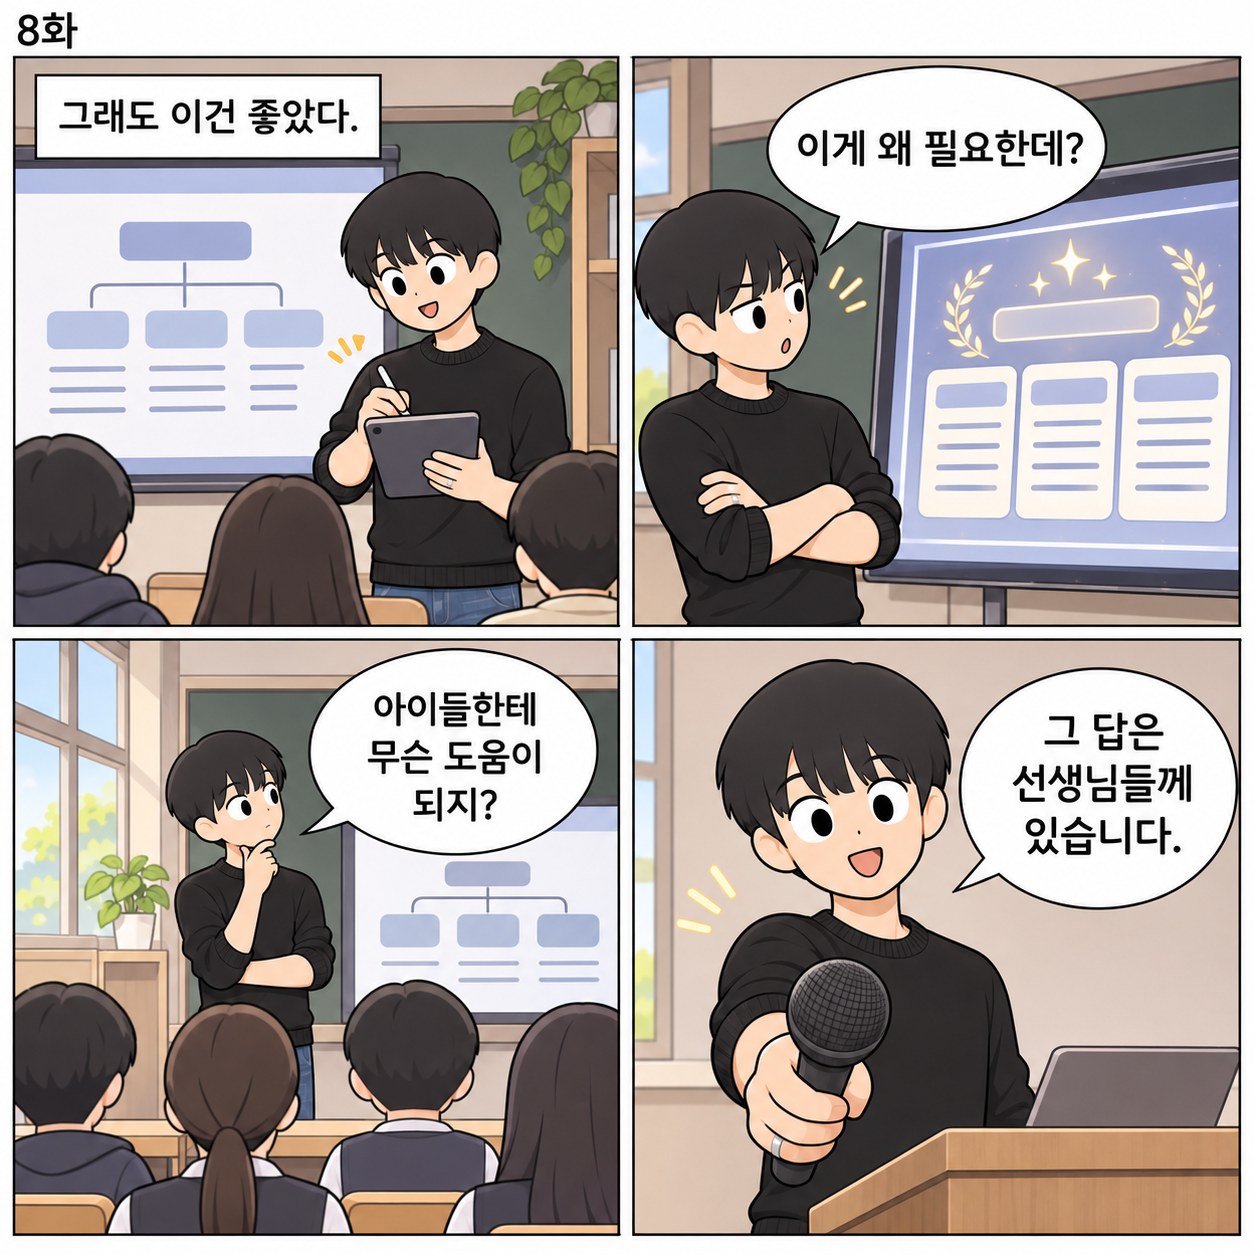 8화
그래도 이건 좋았다.
이게 왜 필요한데?
아이들한테
무슨 도움이
되지?
그 답은
선생님들께
있습니다.